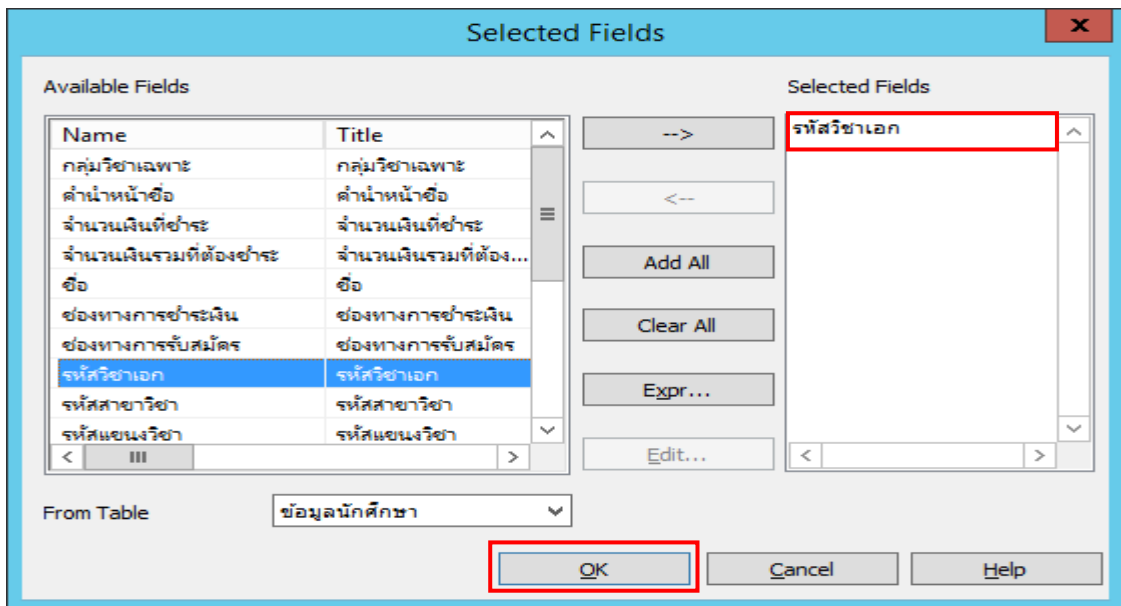 Selected Fields
x
Available Fields
Selected Fields
Name Title
กลุ่มวิชาเฉพาะ กลุ่มวิชาเฉพาะ
คำนำหน้าชื่อ คำนำหน้าชื่อ
จำนวนเงินที่ชำระ จำนวนเงินที่ชำระ
จำนวนเงินรวมที่ต้องชำระ จำนวนเงินรวมที่ต้อง...
ชื่อ ชื่อ
ช่องทางการชำระเงิน ช่องทางการชำระเงิน
ช่องทางการรับสมัคร ช่องทางการรับสมัคร
รหัสวิชาเอก รหัสวิชาเอก
รหัสสาขาวิชา รหัสสาขาวิชา
รหัสแขนงวิชา รหัสแขนงวิชา
-->
<--
Add All
Clear All
Expr...
Edit...
รหัสวิชาเอก
From Table ข้อมูลนักศึกษา
OK Cancel Help